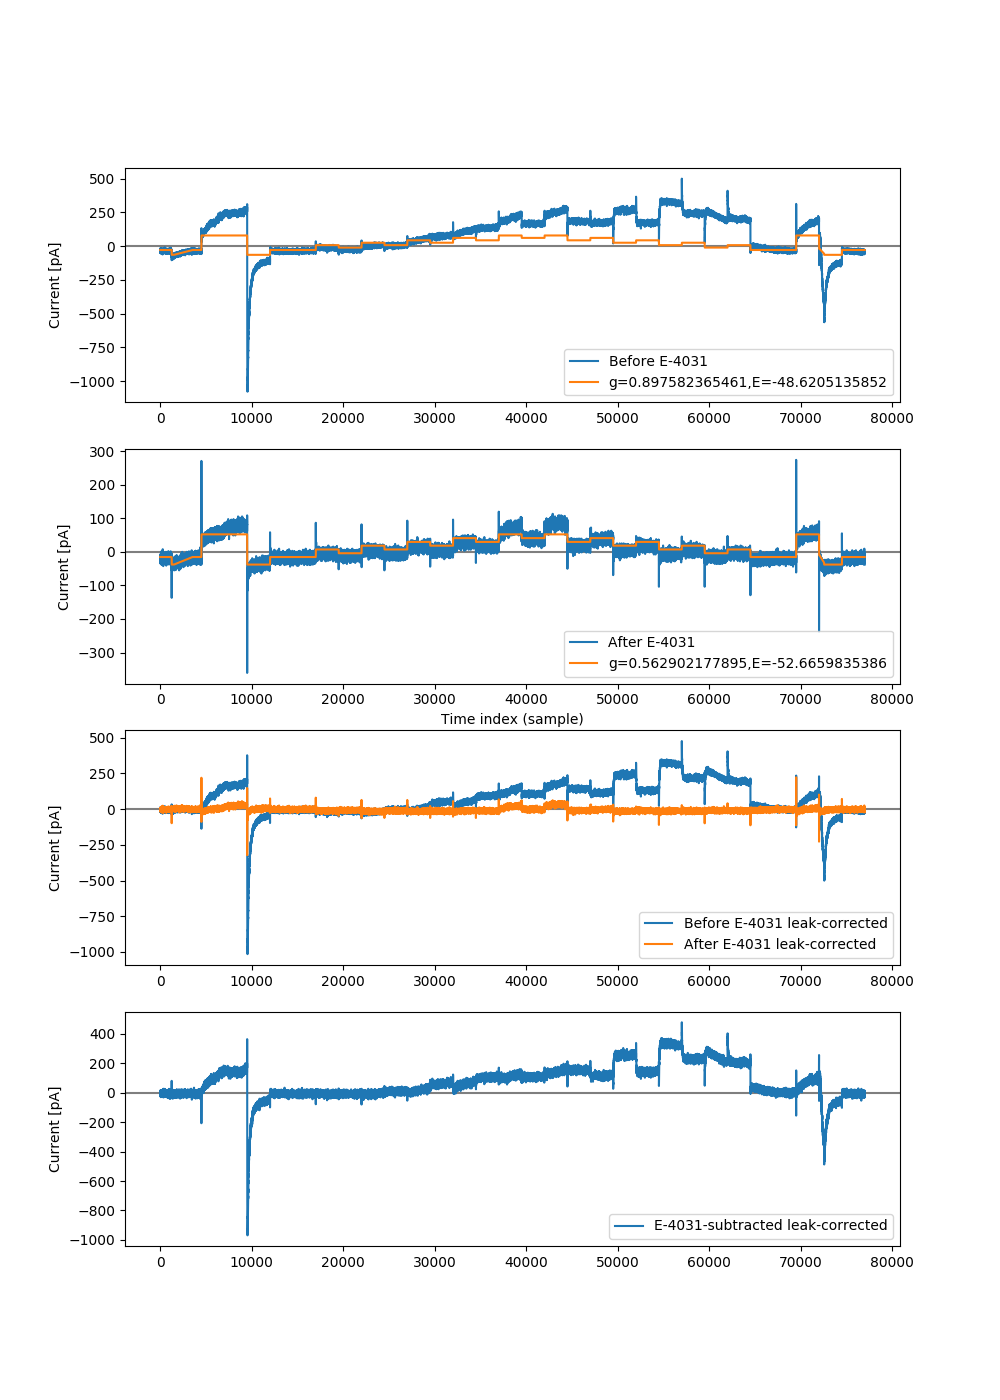 500
250
0
−250
−500
−750
−1000
Current [pA]
Before E-4031
g=0.897582365461,E=-48.6205135852
0 10000 20000 30000 40000 50000 60000 70000 80000
300
200
100
0
−100
−200
−300
Current [pA]
After E-4031
g=0.562902177895,E=-52.6659835386
0 10000 20000 30000 40000 50000 60000 70000 80000
Time index (sample)
500
250
0
−250
−500
−750
−1000
Current [pA]
Before E-4031 leak-corrected
After E-4031 leak-corrected
0 10000 20000 30000 40000 50000 60000 70000 80000
400
200
0
−200
−400
−600
−800
−1000
Current [pA]
E-4031-subtracted leak-corrected
0 10000 20000 30000 40000 50000 60000 70000 80000